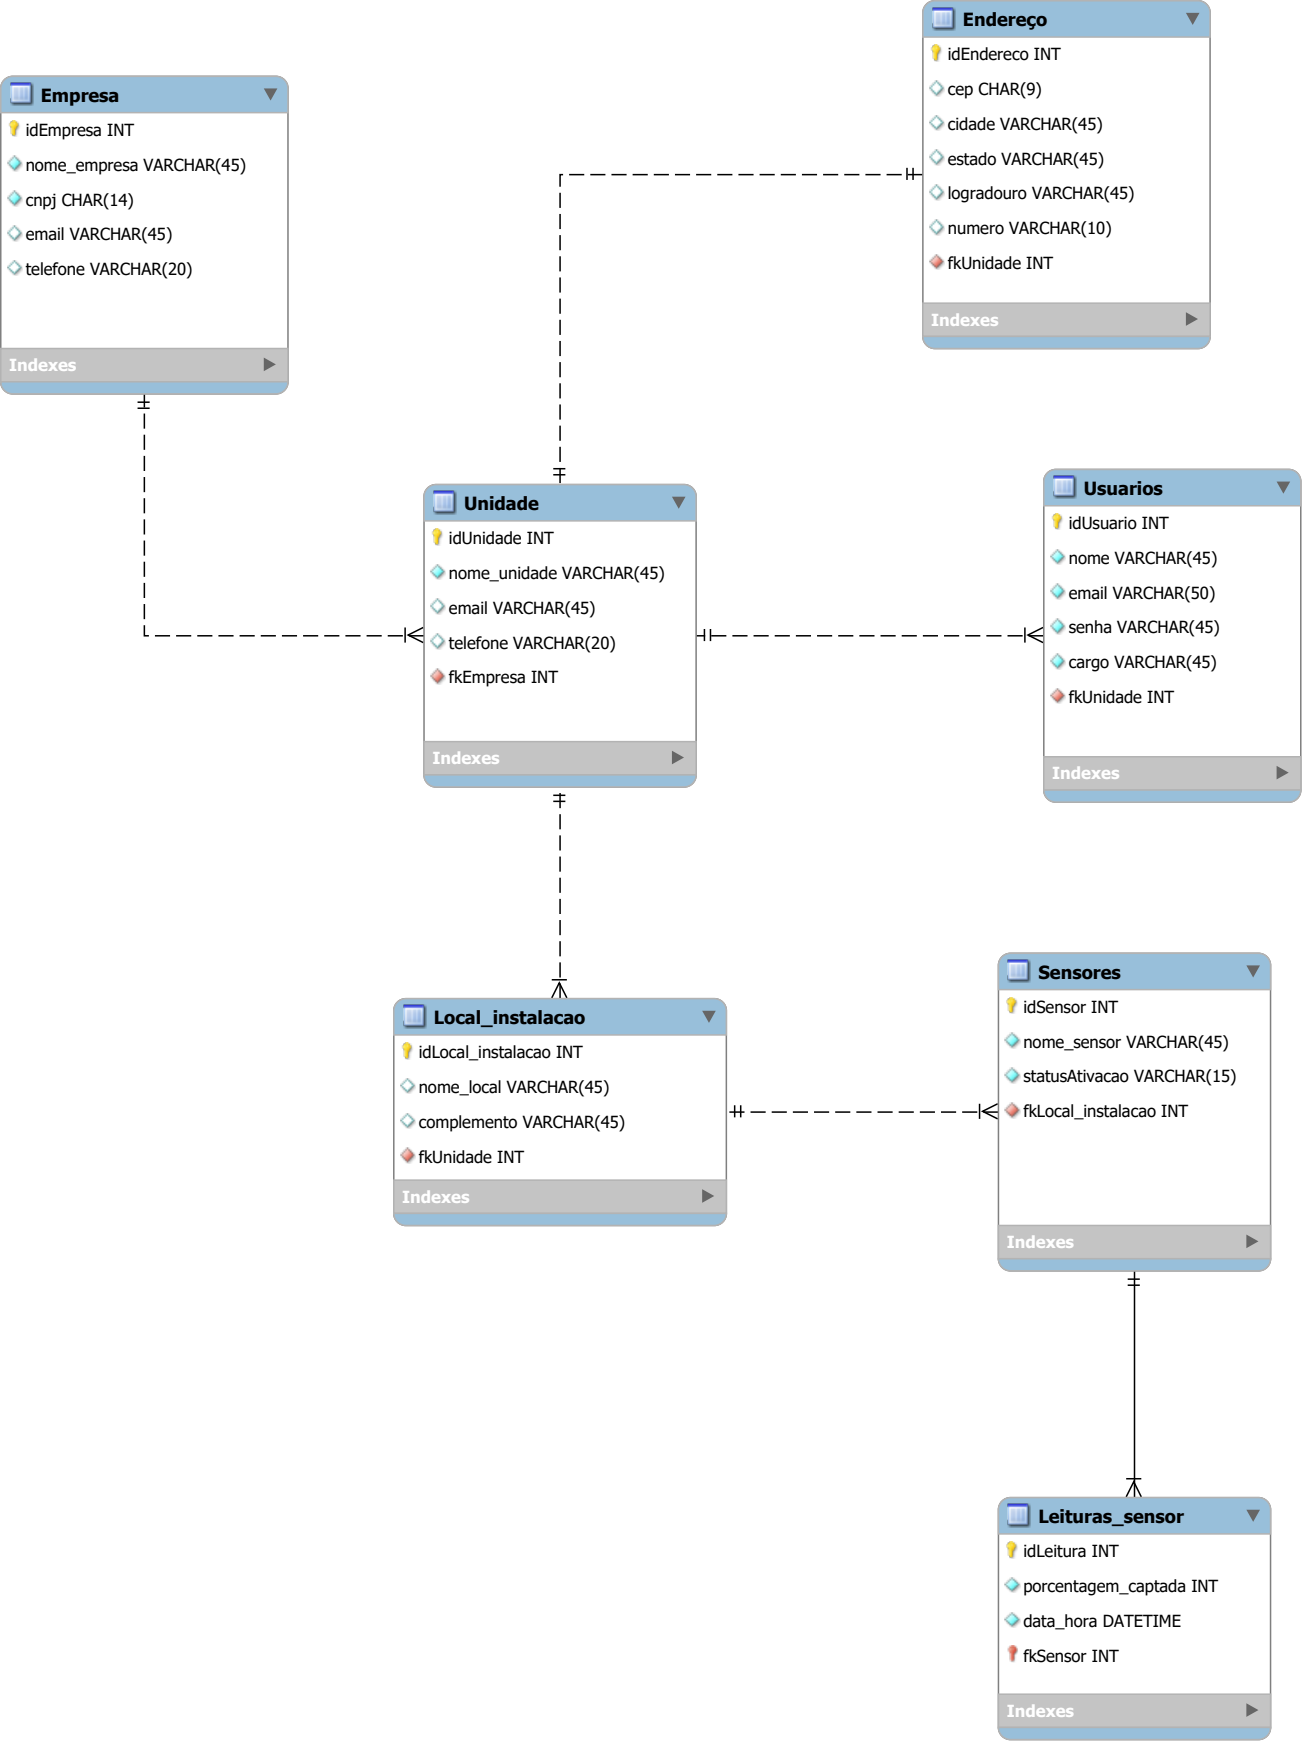 Endereço
idEndereco INT
cep CHAR(9)
cidade VARCHAR(45)
estado VARCHAR(45)
logradouro VARCHAR(45)
numero VARCHAR(10)
fkUnidade INT
Indexes
Empresa
idEmpresa INT
nome_empresa VARCHAR(45)
cnpj CHAR(14)
email VARCHAR(45)
telefone VARCHAR(20)
Indexes
Unidade
idUnidade INT
nome_unidade VARCHAR(45)
email VARCHAR(45)
telefone VARCHAR(20)
fkEmpresa INT
Indexes
Usuarios
idUsuario INT
nome VARCHAR(45)
email VARCHAR(50)
senha VARCHAR(45)
cargo VARCHAR(45)
fkUnidade INT
Indexes
Local_instalacao
idLocal_instalacao INT
nome_local VARCHAR(45)
complemento VARCHAR(45)
fkUnidade INT
Indexes
Sensores
idSensor INT
nome_sensor VARCHAR(45)
statusAtivacao VARCHAR(15)
fkLocal_instalacao INT
Indexes
Leituras_sensor
idLeitura INT
porcentagem_captada INT
data_hora DATETIME
fkSensor INT
Indexes